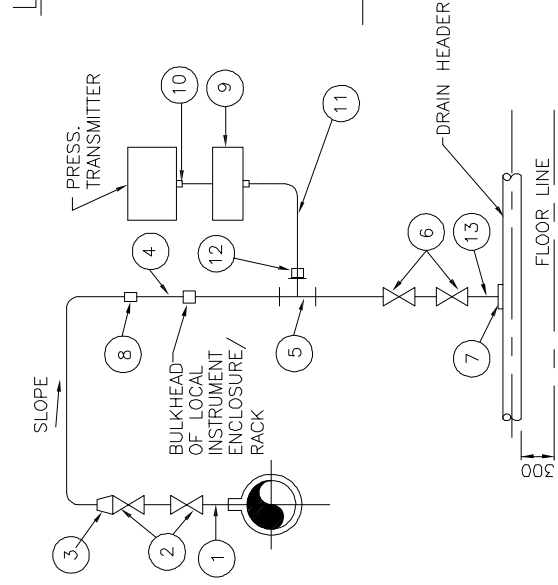 PRESS.
TRANSMITTER
10
9
11
12
SLOPE
4
8
BULKHEAD
OF LOCAL
INSTRUMENT
ENCLOSURE/
RACK
5
3
2
1
6
13
7
DRAIN HEADER
FLOOR LINE
300